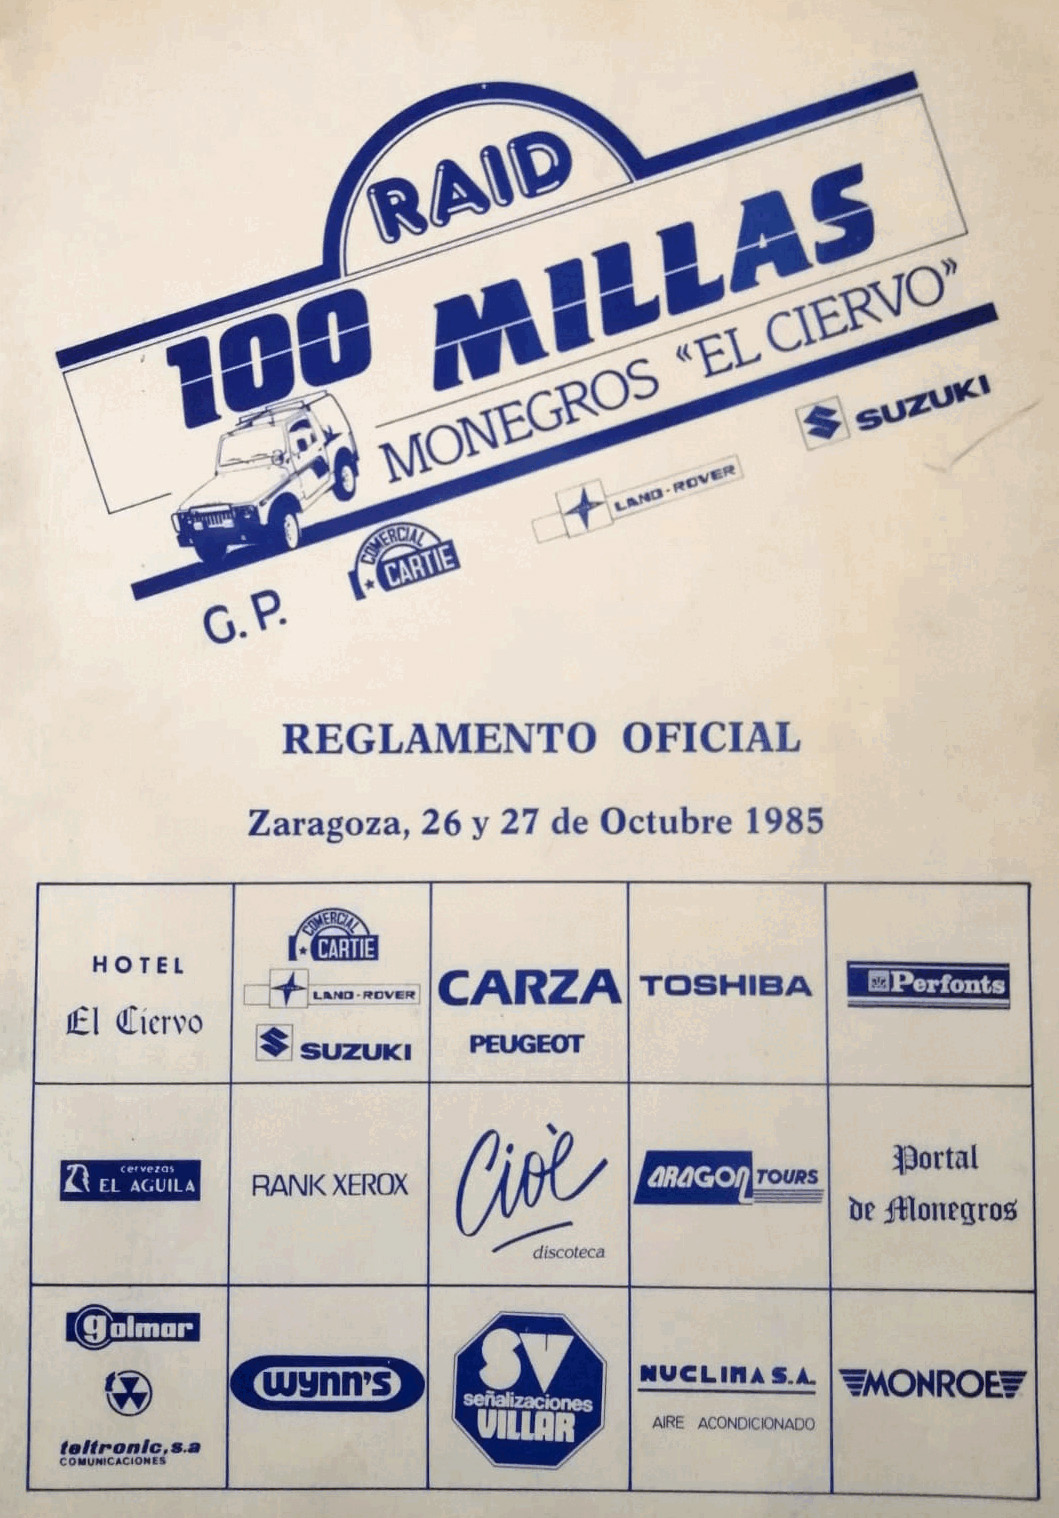 RAID
100 MILLAS
MONEGROS “EL CIERVO”
G.P.
COMERCIAL
CARTIE
LAND-ROVER
SUZUKI
REGLAMENTO OFICIAL
Zaragoza, 26 y 27 de Octubre 1985
HOTEL
El Ciervo
COMERCIAL
CARTIE
LAND-ROVER
SUZUKI
CARZA
PEUGEOT
TOSHIBA
Perfonts
cervezas
EL AGUILA
RANK XEROX
Cioè
discoteca
ARAGON TOURS
Portal
de Monegros
golmar
teltronic,s.a
COMUNICACIONES
WYNN'S
SV
señalizaciones
VILLAR
NUCLIMA S.A.
AIRE ACONDICIONADO
MONROE